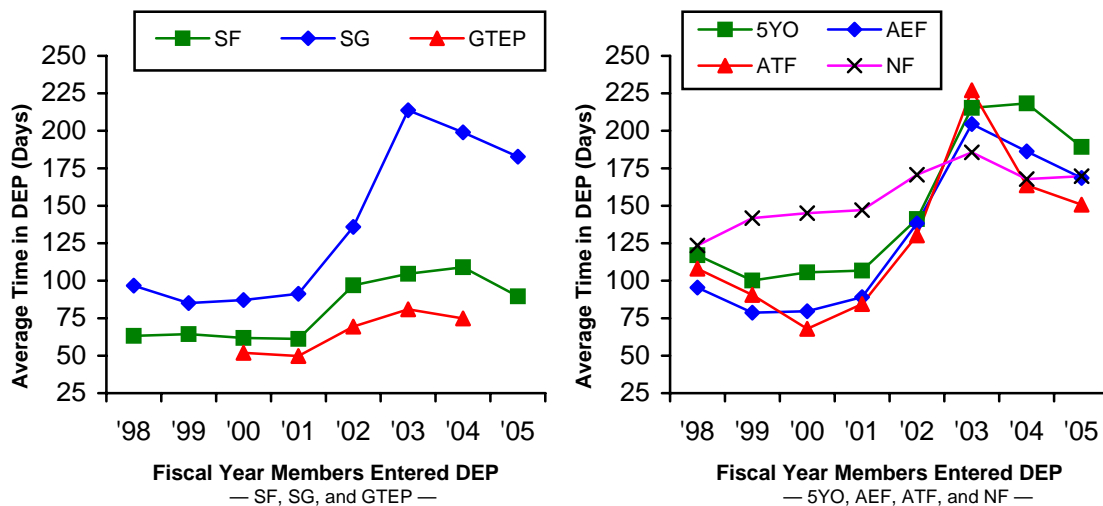 SF SG GTEP
250
225
200
175
150
125
100
75
50
25
Average Time in DEP (Days)
'98 '99 '00 '01 '02 '03 '04 '05
Fiscal Year Members Entered DEP
— SF, SG, and GTEP —
5YO AEF
ATF NF
250
225
200
175
150
125
100
75
50
25
Average Time in DEP (Days)
'98 '99 '00 '01 '02 '03 '04 '05
Fiscal Year Members Entered DEP
— 5YO, AEF, ATF, and NF —